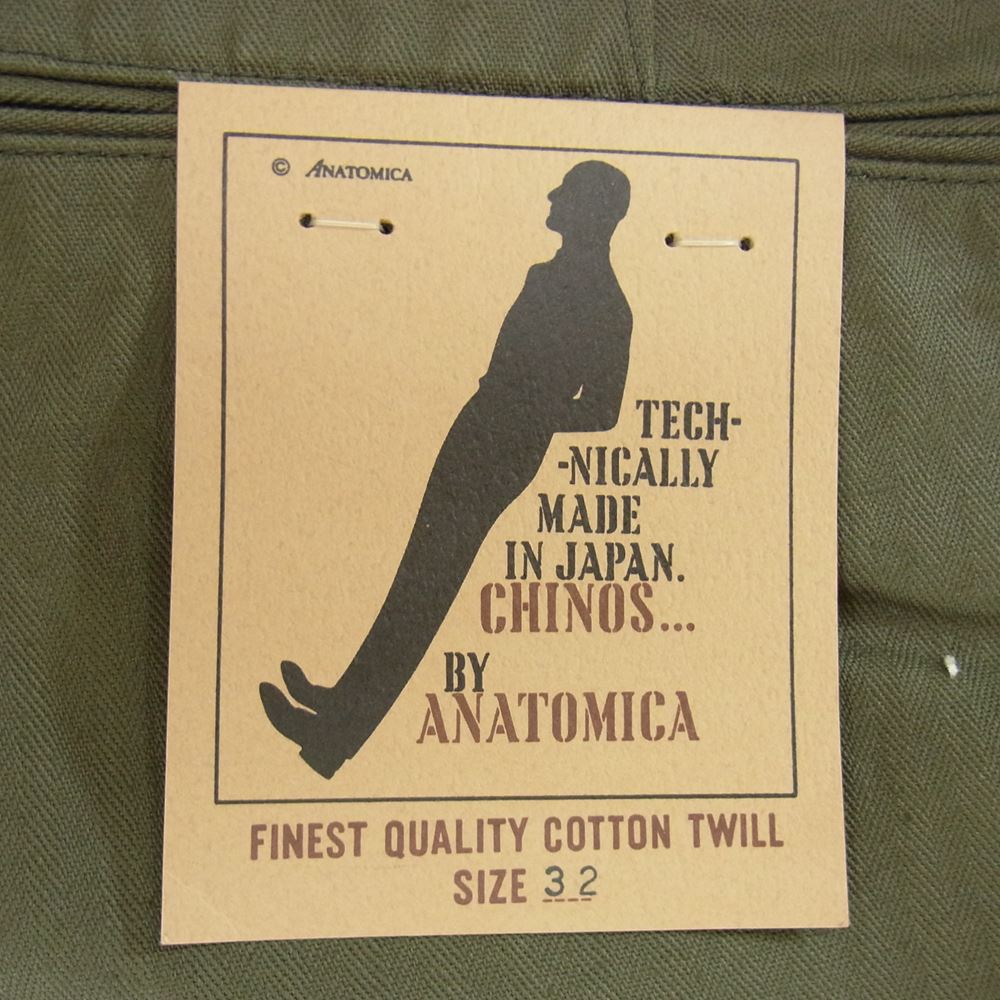 © ANATOMICA
TECH-
-NICALLY
MADE
IN JAPAN.
CHINOS...
BY
ANATOMICA
FINEST QUALITY COTTON TWILL
SIZE 32